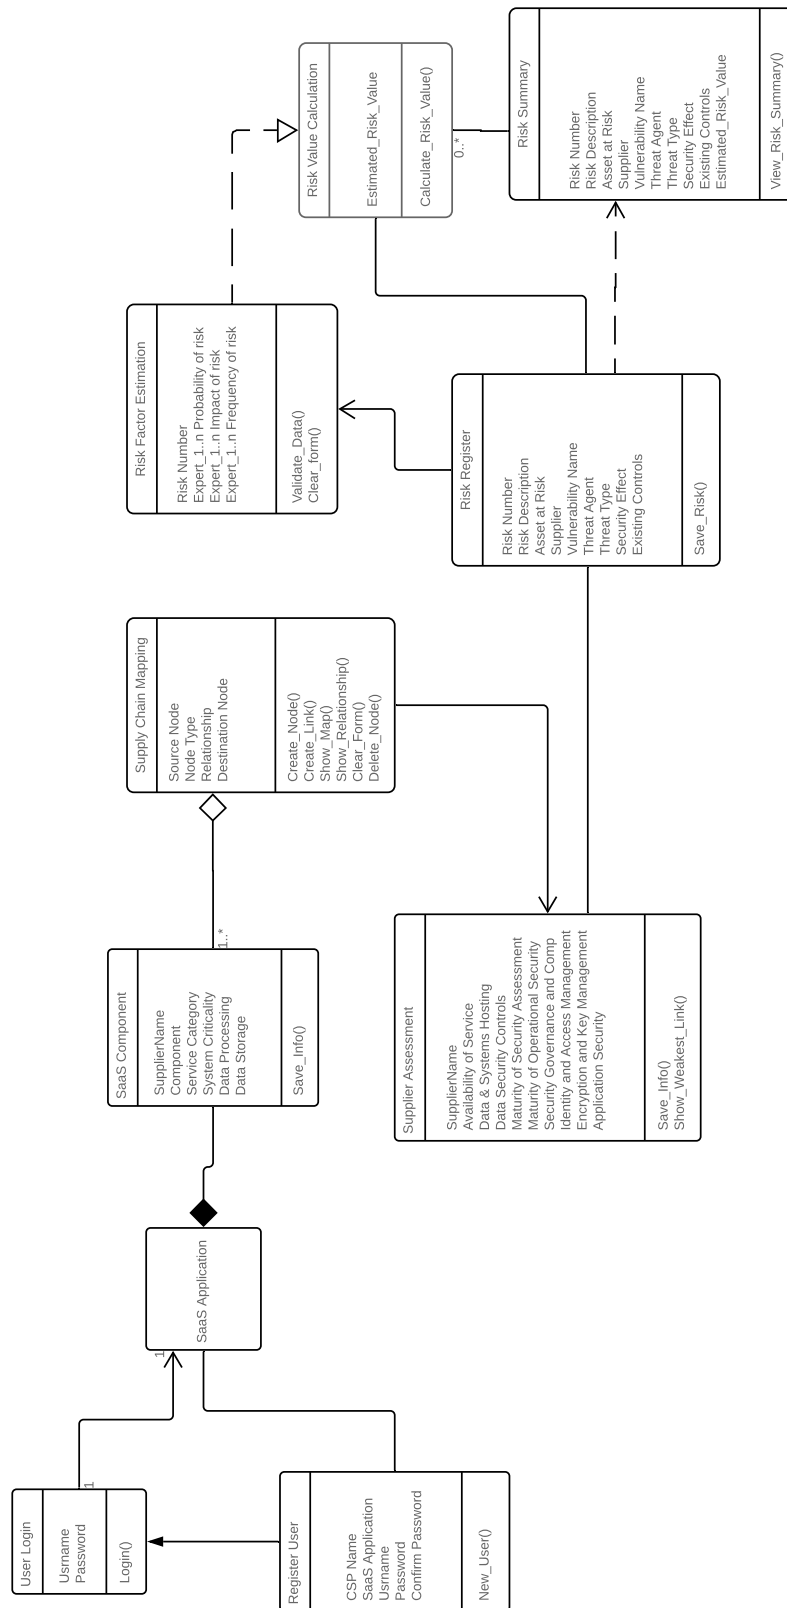 User Login
Usrname
Password
Login()
1
1
Register User
CSP Name
SaaS Application
Usrname
Password
Confirm Password
New_User()
SaaS Application
SaaS Component
SupplierName
Component
Service Category
System Criticality
Data Processing
Data Storage
Save_Info()
1..*
Supply Chain Mapping
Source Node
Node Type
Relationship
Destination Node
Create_Node()
Create_Link()
Show_Map()
Show_Relationship()
Clear_Form()
Delete_Node()
Supplier Assessment
SupplierName
Availability of Service
Data & Systems Hosting
Data Security Controls
Maturity of Security Assessment
Maturity of Operational Security
Security Governance and Comp
Identity and Access Management
Encryption and Key Management
Application Security
Save_Info()
Show_Weakest_Link()
Risk Factor Estimation
Risk Number
Expert_1..n Probability of risk
Expert_1..n Impact of risk
Expert_1..n Frequency of risk
Validate_Data()
Clear_form()
Risk Register
Risk Number
Risk Description
Asset at Risk
Supplier
Vulnerability Name
Threat Agent
Threat Type
Security Effect
Existing Controls
Save_Risk()
Risk Value Calculation
Estimated_Risk_Value
Calculate_Risk_Value()
0..*
Risk Summary
Risk Number
Risk Description
Asset at Risk
Supplier
Vulnerability Name
Threat Agent
Threat Type
Security Effect
Existing Controls
Estimated_Risk_Value
View_Risk_Summary()